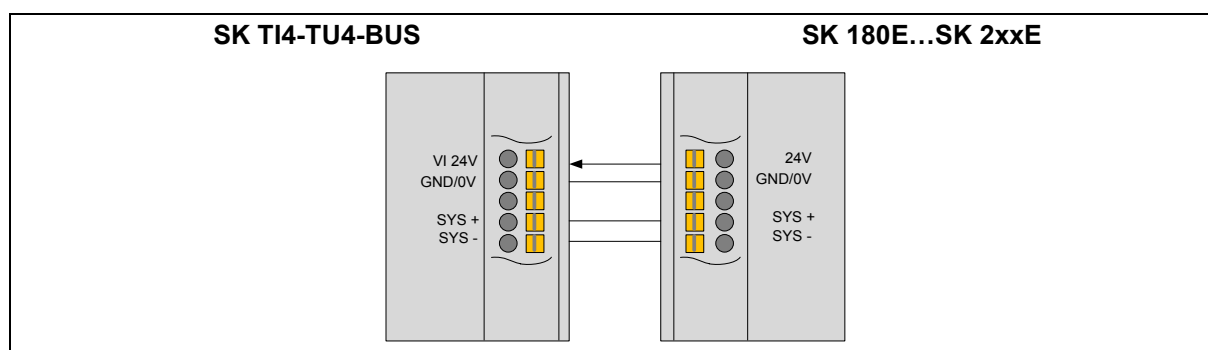 SK TI4-TU4-BUS SK 180E…SK 2xxE
VI 24V 24V
GND/0V GND/0V
SYS + SYS +
SYS - SYS -